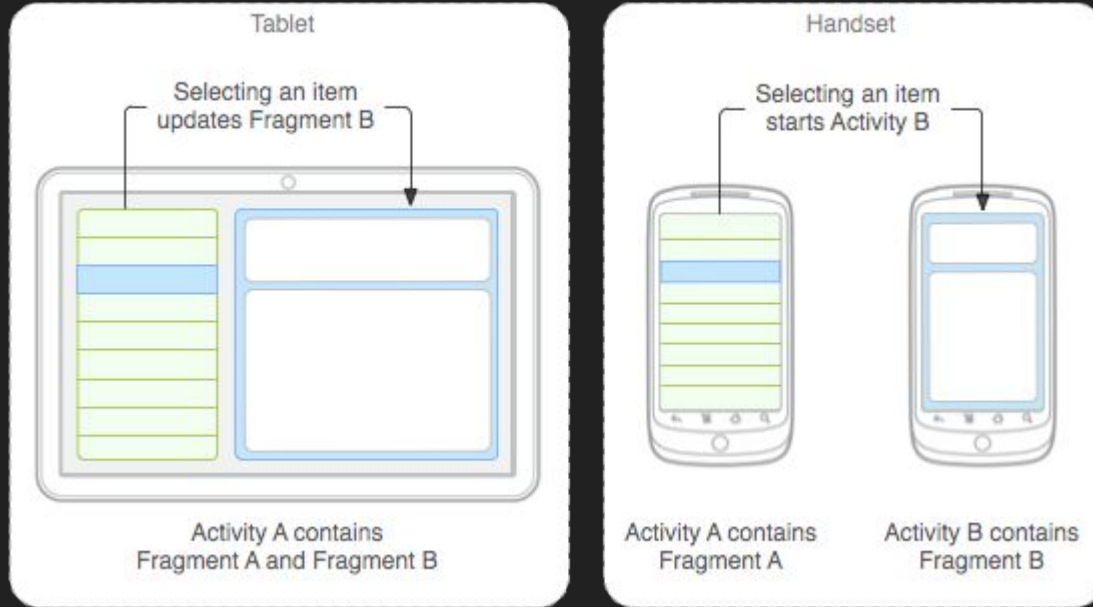 Tablet
Selecting an item
updates Fragment B
Activity A contains
Fragment A and Fragment B
Handset
Selecting an item
starts Activity B
Activity A contains
Fragment A
Activity B contains
Fragment B